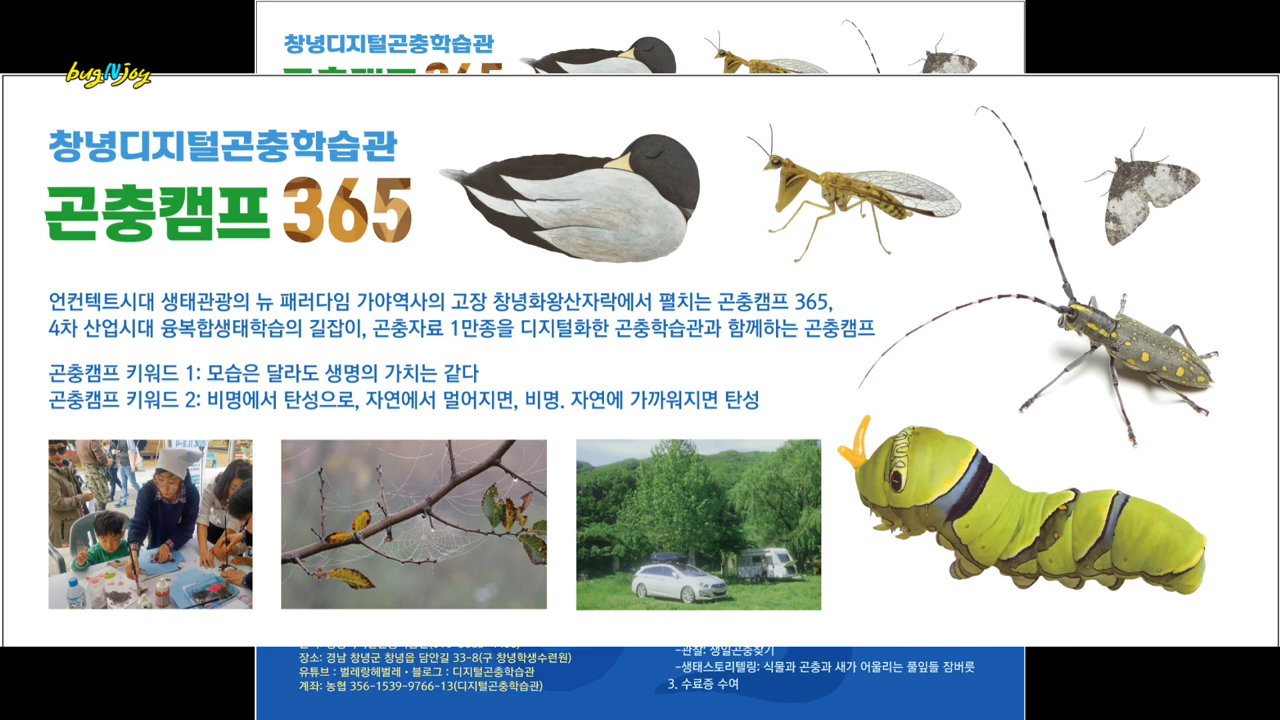 창녕디지털곤충학습관
bugNjoy
창녕디지털곤충학습관
곤충캠프 365
언컨텍트시대 생태관광의 뉴 패러다임 가야역사의 고장 창녕화왕산자락에서 펼치는 곤충캠프 365,
4차 산업시대 융복합생태학습의 길잡이, 곤충자료 1만종을 디지털화한 곤충학습관과 함께하는 곤충캠프
곤충캠프 키워드 1: 모습은 달라도 생명의 가치는 같다
곤충캠프 키워드 2: 비명에서 탄성으로, 자연에서 멀어지면, 비명. 자연에 가까워지면 탄성
장소: 경남 창녕군 창녕읍 담안길 33-8(구 창녕학생수련원)
유튜브 : 벌레랑헤벌레 • 블로그 : 디지털곤충학습관
계좌: 농협 356-1539-9766-13(디지털곤충학습관)
-관찰: 생일곤충찾기
-생태스토리텔링: 식물과 곤충과 새가 어울리는 풀잎들 잠버릇
3. 수료증 수여